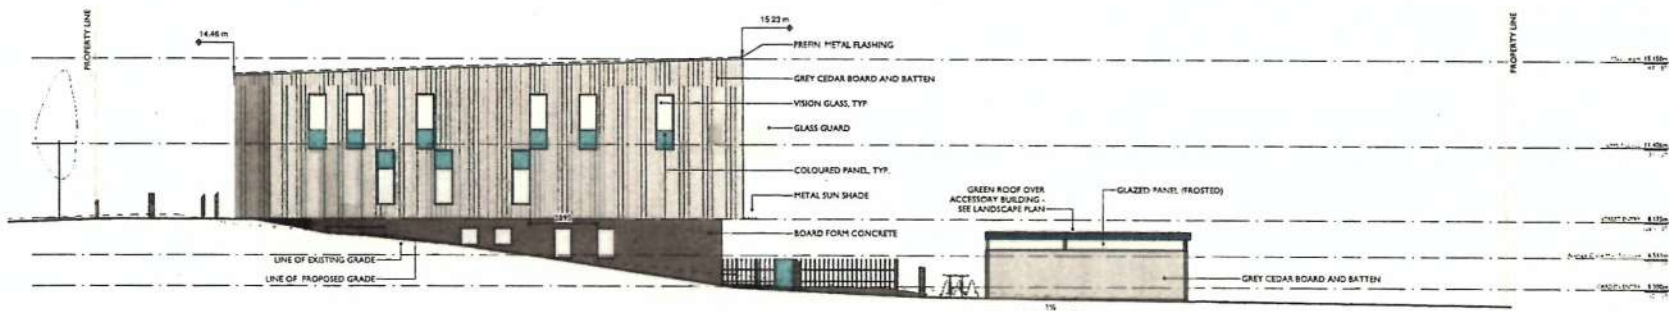 PROPERTY LINE
14.46 m
15.23 m
PREFIN. METAL FLASHING
GREY CEDAR BOARD AND BATTEN
VISION GLASS, TYP
GLASS GUARD
COLOURED PANEL, TYP.
METAL SUN SHADE
BOARD FORM CONCRETE
LINE OF EXISTING GRADE
LINE OF PROPOSED GRADE
GREEN ROOF OVER
ACCESSORY BUILDING -
SEE LANDSCAPE PLAN
GLAZED PANEL (FROSTED)
GREY CEDAR BOARD AND BATTEN
PROPERTY LINE
STREET ENTRY